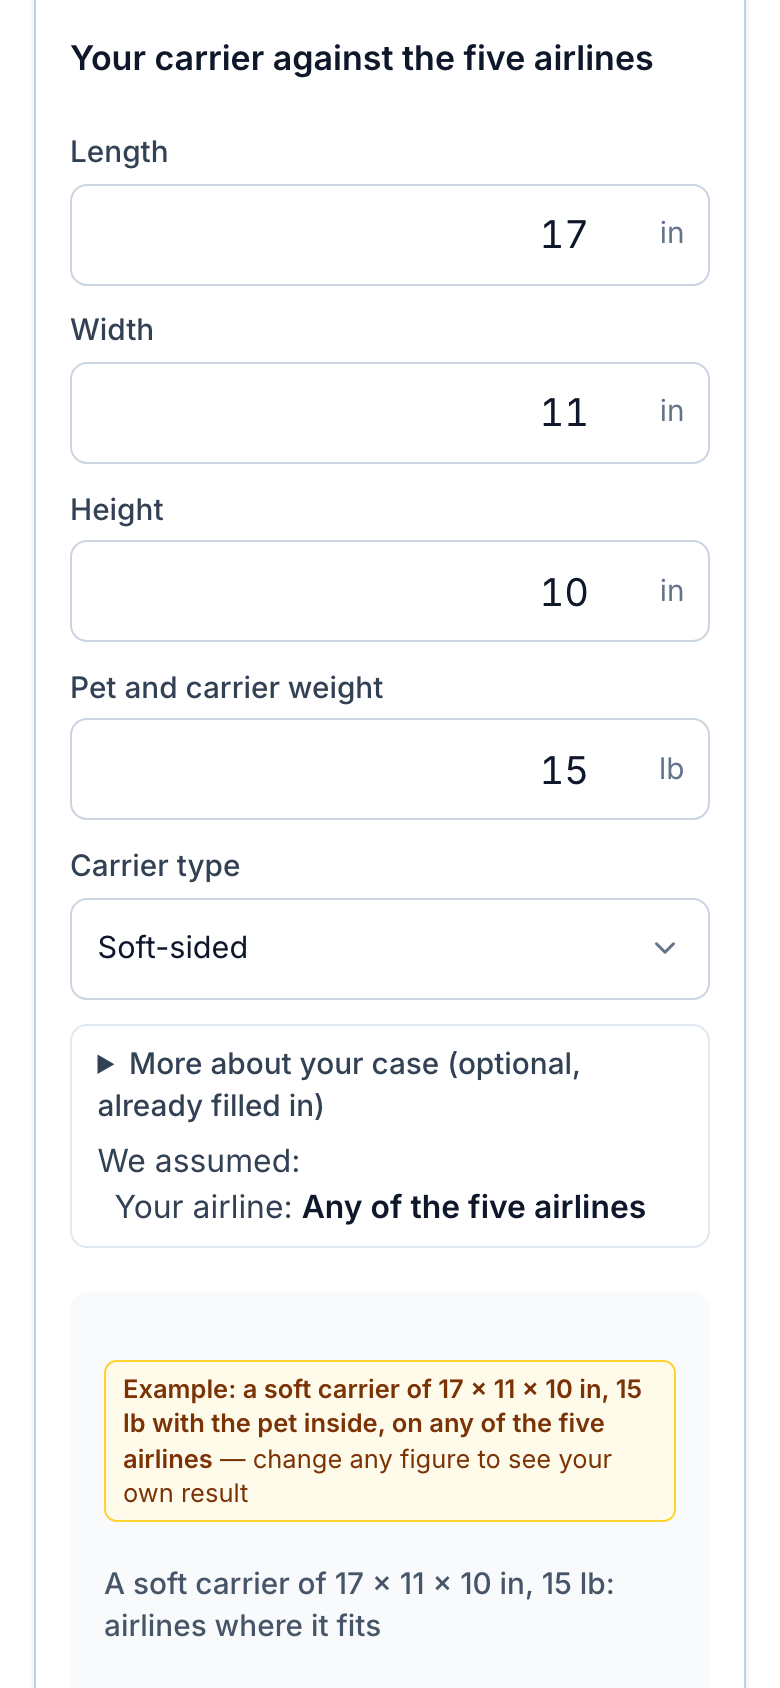 Your carrier against the five airlines
Length
17 in
Width
11 in
Height
10 in
Pet and carrier weight
15 lb
Carrier type
Soft-sided
▶ More about your case (optional,
already filled in)
We assumed:
Your airline: Any of the five airlines
Example: a soft carrier of 17 × 11 × 10 in, 15
lb with the pet inside, on any of the five
airlines — change any figure to see your
own result
A soft carrier of 17 × 11 × 10 in, 15 lb:
airlines where it fits